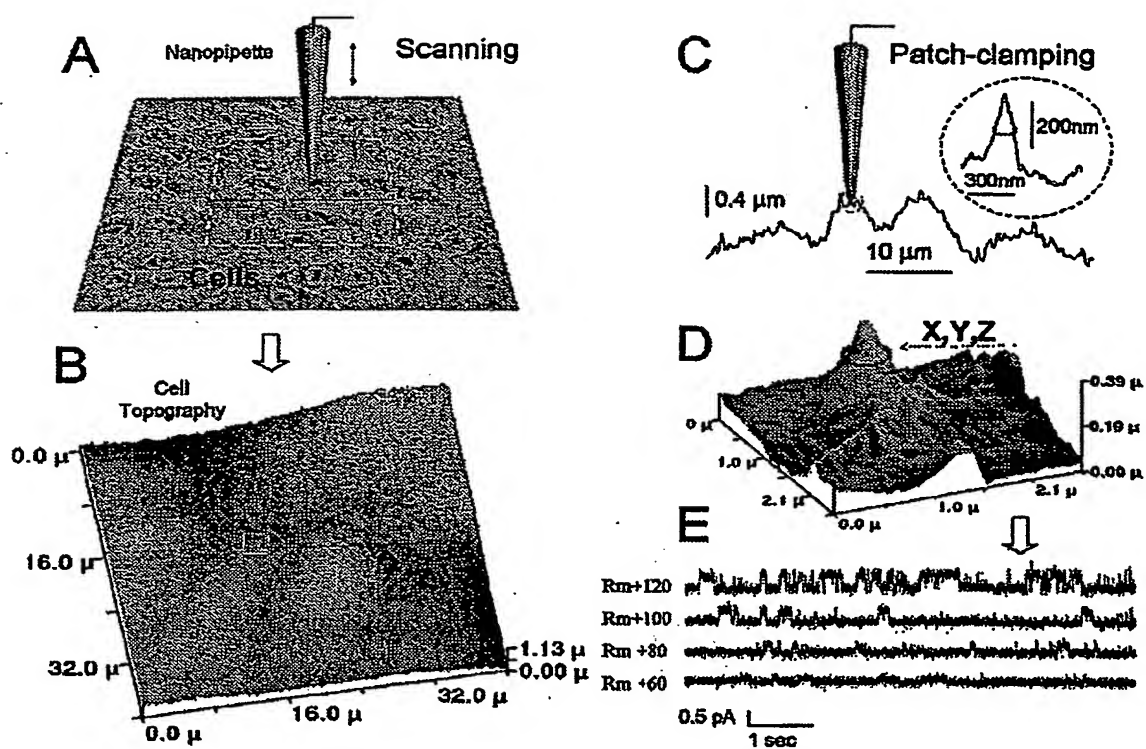 A
Nanopipette
Scanning
Cells
B
Cell
Topography
0.0 µ
16.0 µ
32.0 µ
0.0 µ
16.0 µ
32.0 µ
1.13 µ
0.00 µ
C
Patch-clamping
200nm
300nm
0.4 µm
10 µm
D
X,Y,Z
0.39 µ
0.19 µ
0.00 µ
0 µ
1.0 µ
2.1 µ
0.0 µ
1.0 µ
2.1 µ
E
Rm+120
Rm+100
Rm +80
Rm +60
0.5 pA
1 sec